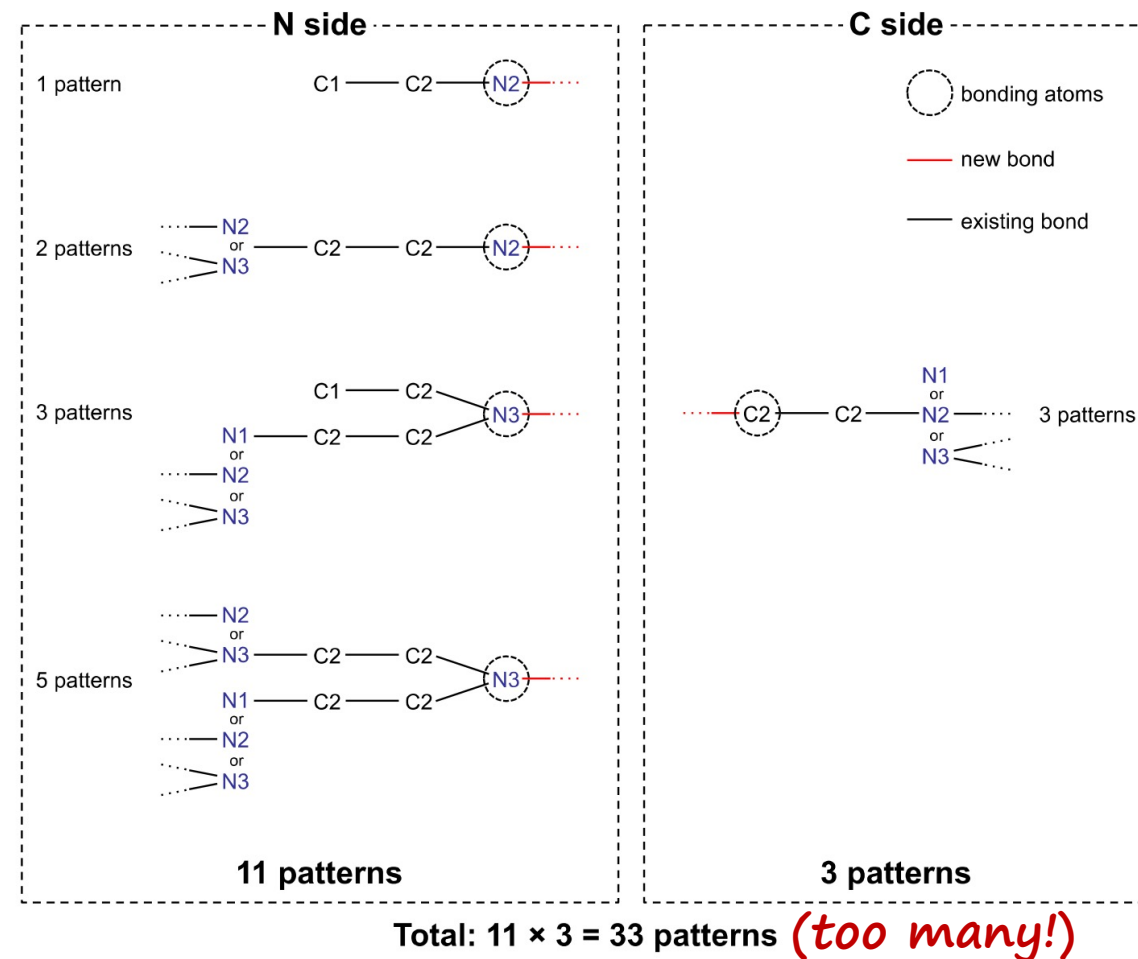 N side
1 pattern
C1 C2 N2
2 patterns
N2
or
N3
C2 C2 N2
3 patterns
C1 C2
N3
N1 C2 C2
or
N2
or
N3
5 patterns
N2
or
N3 C2 C2
N3
N1 C2 C2
or
N2
or
N3
11 patterns
C side
bonding atoms
new bond
existing bond
N1
or
C2 C2 N2 3 patterns
or
N3
3 patterns
Total: 11 × 3 = 33 patterns (too many!)